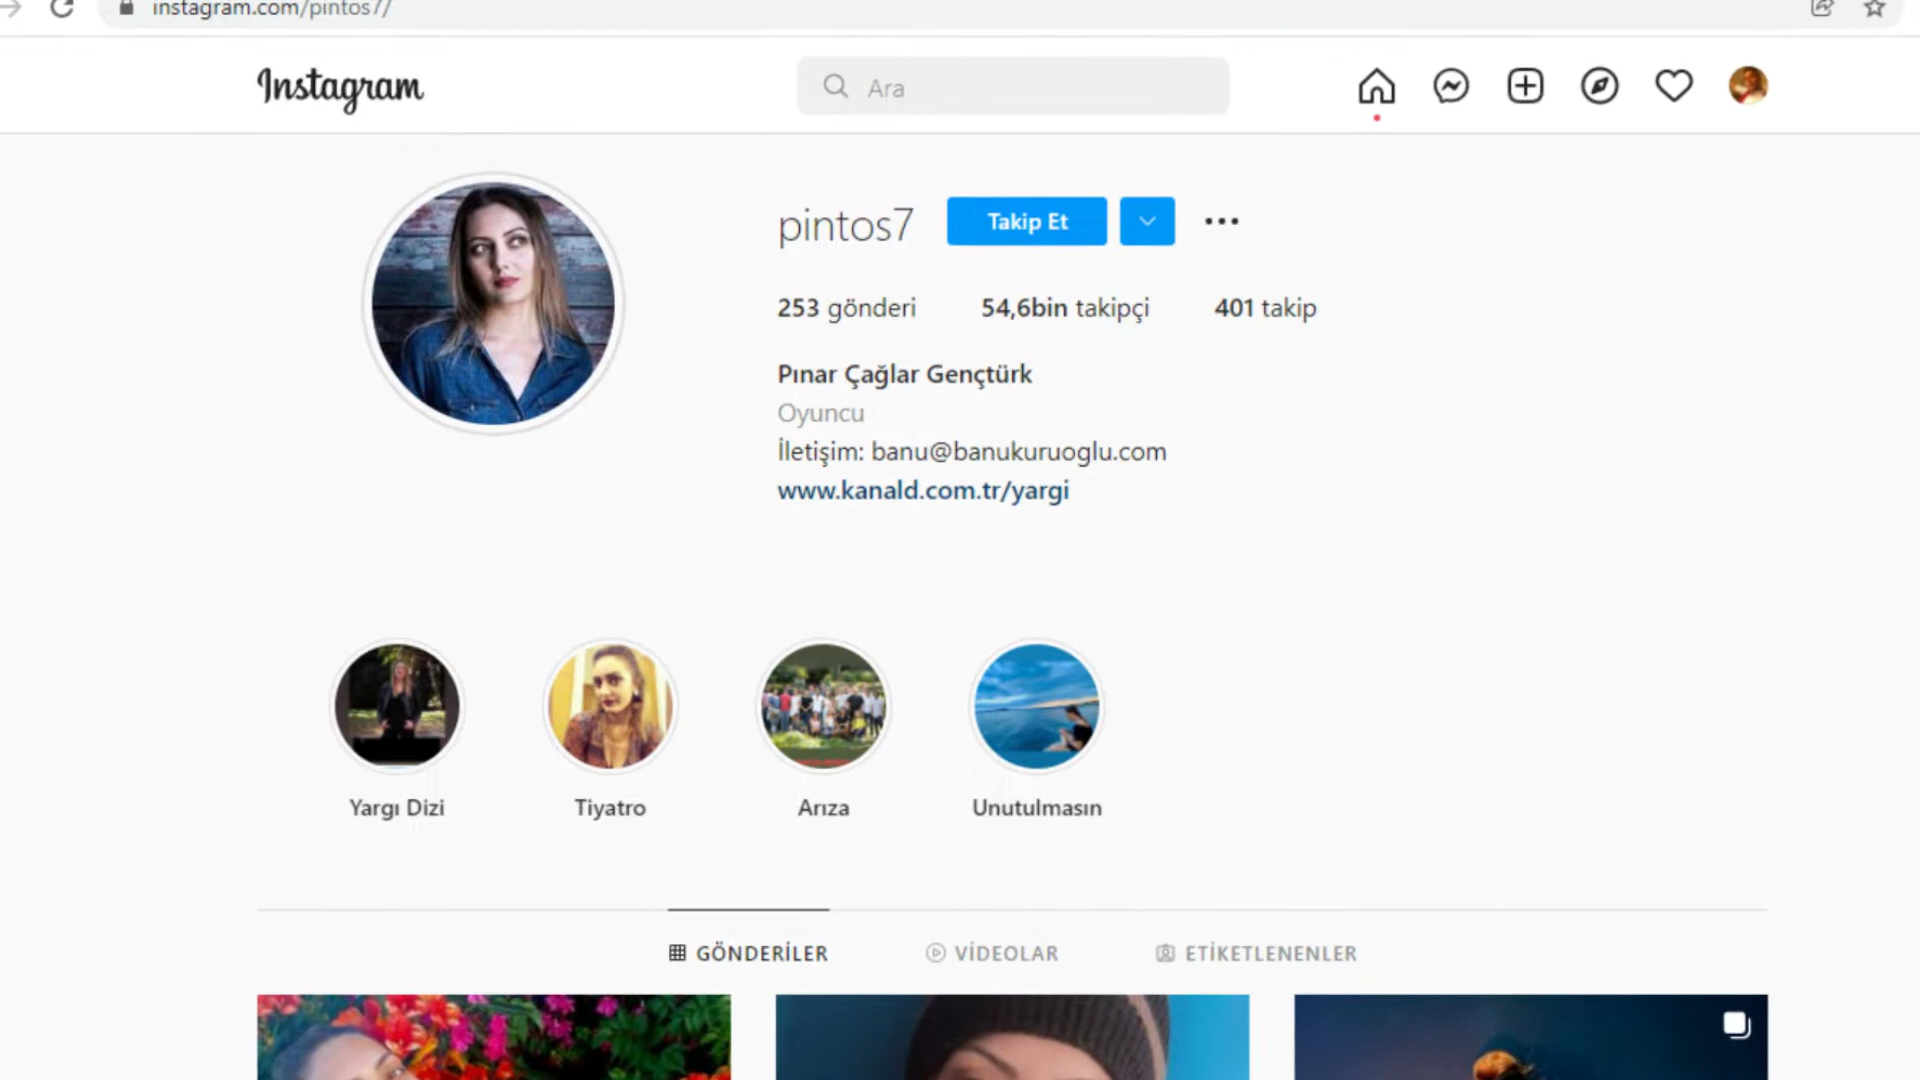 instagram.com/pintos7/
Instagram
Ara
pintos7
Takip Et
253 gönderi 54,6bin takipçi 401 takip
Pınar Çağlar Gençtürk
Oyuncu
İletişim: banu@banukuruoglu.com
www.kanald.com.tr/yargi
Yargı Dizi
Tiyatro
Arıza
Unutulmasın
GÖNDERİLER
VİDEOLAR
ETİKETLENENLER